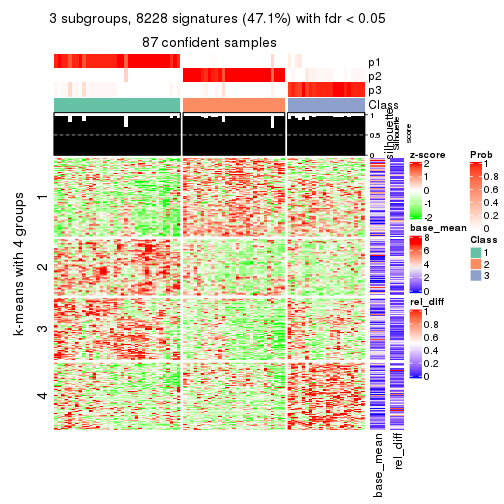 3 subgroups, 8228 signatures (47.1%) with fdr < 0.05
87 confident samples
p1
p2
p3
Class
1
0.5
0
silhouette
Silhouette
score
k-means with 4 groups
1
2
3
4
base_mean
rel_diff
z-score
2
1
0
-1
-2
base_mean
8
6
4
2
0
rel_diff
1
0.8
0.6
0.4
0.2
0
Prob
1
0.8
0.6
0.4
0.2
0
Class
1
2
3